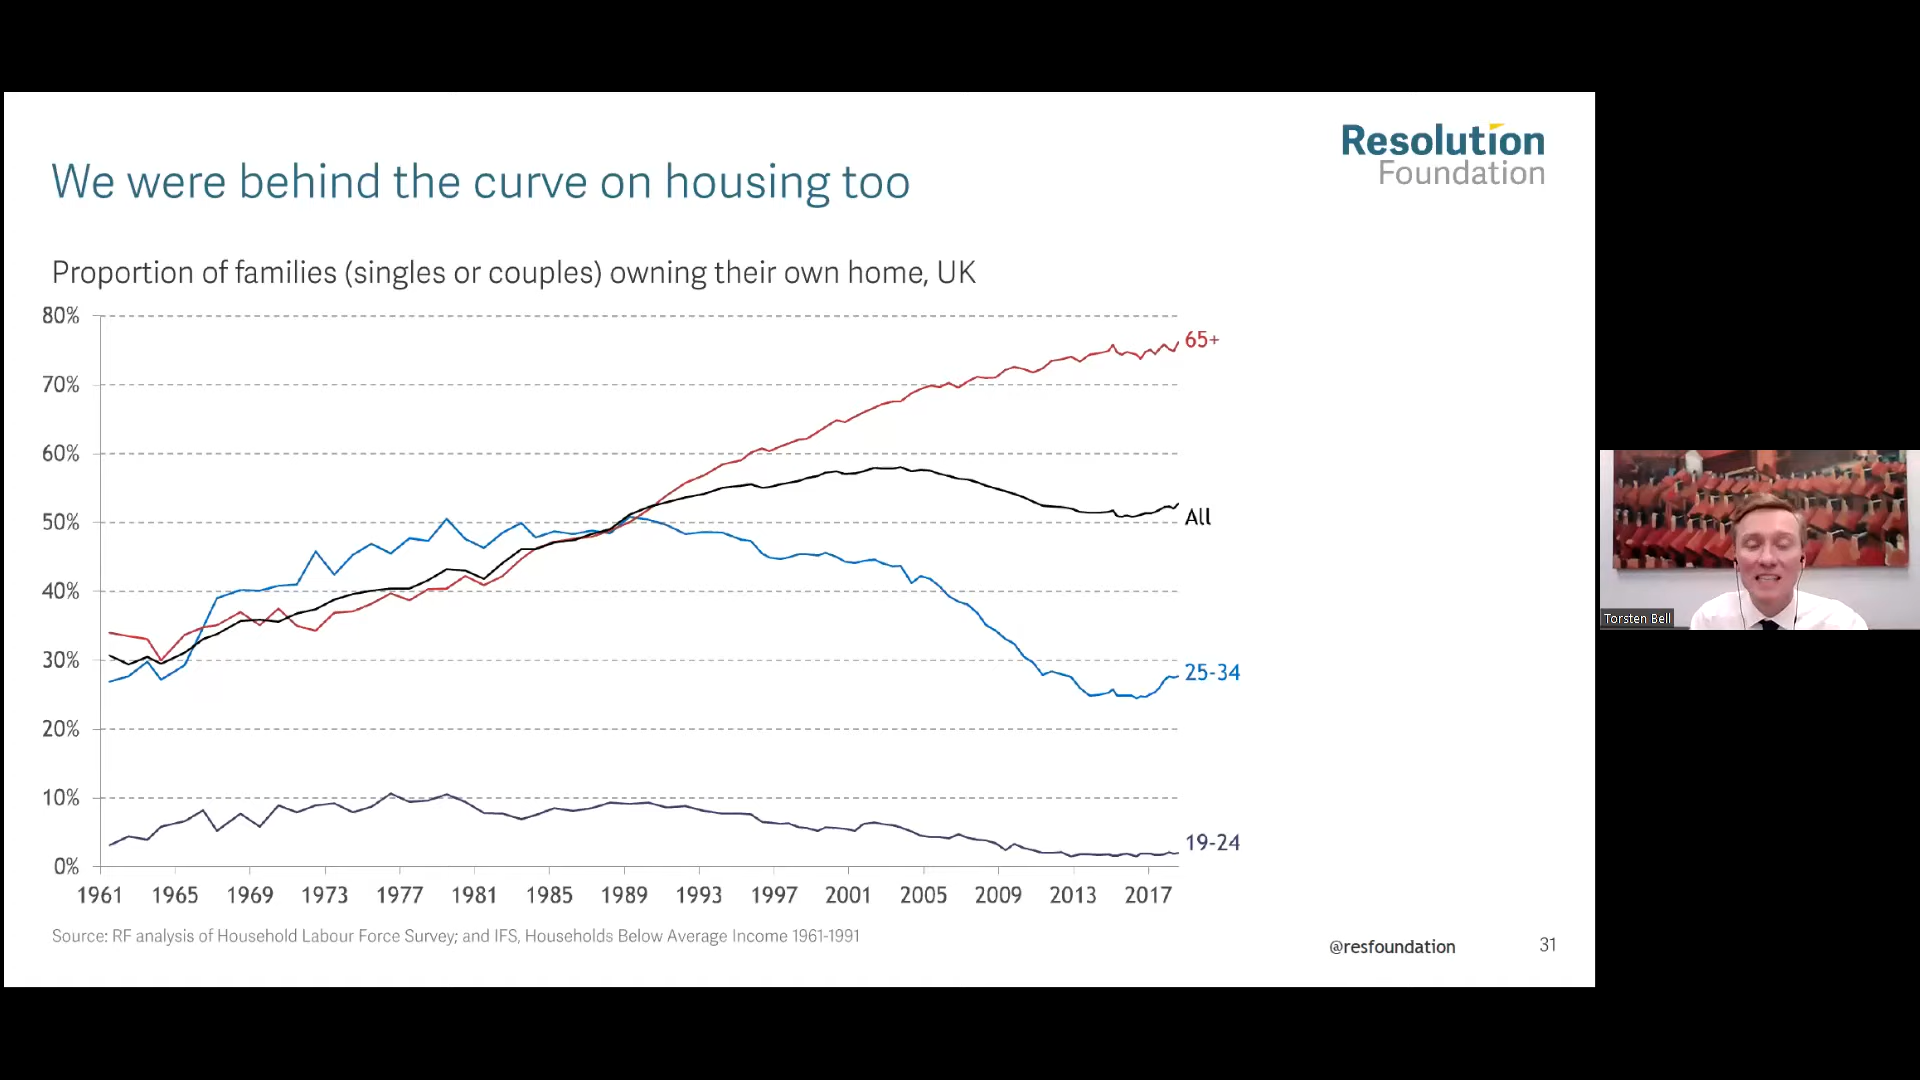 Resolution
Foundation
We were behind the curve on housing too
Proportion of families (singles or couples) owning their own home, UK
80%
70%
60%
50%
40%
30%
20%
10%
0%
65+
All
25-34
19-24
1961 1965 1969 1973 1977 1981 1985 1989 1993 1997 2001 2005 2009 2013 2017
Source: RF analysis of Household Labour Force Survey; and IFS, Households Below Average Income 1961-1991
@resfoundation
31
Torsten Bell